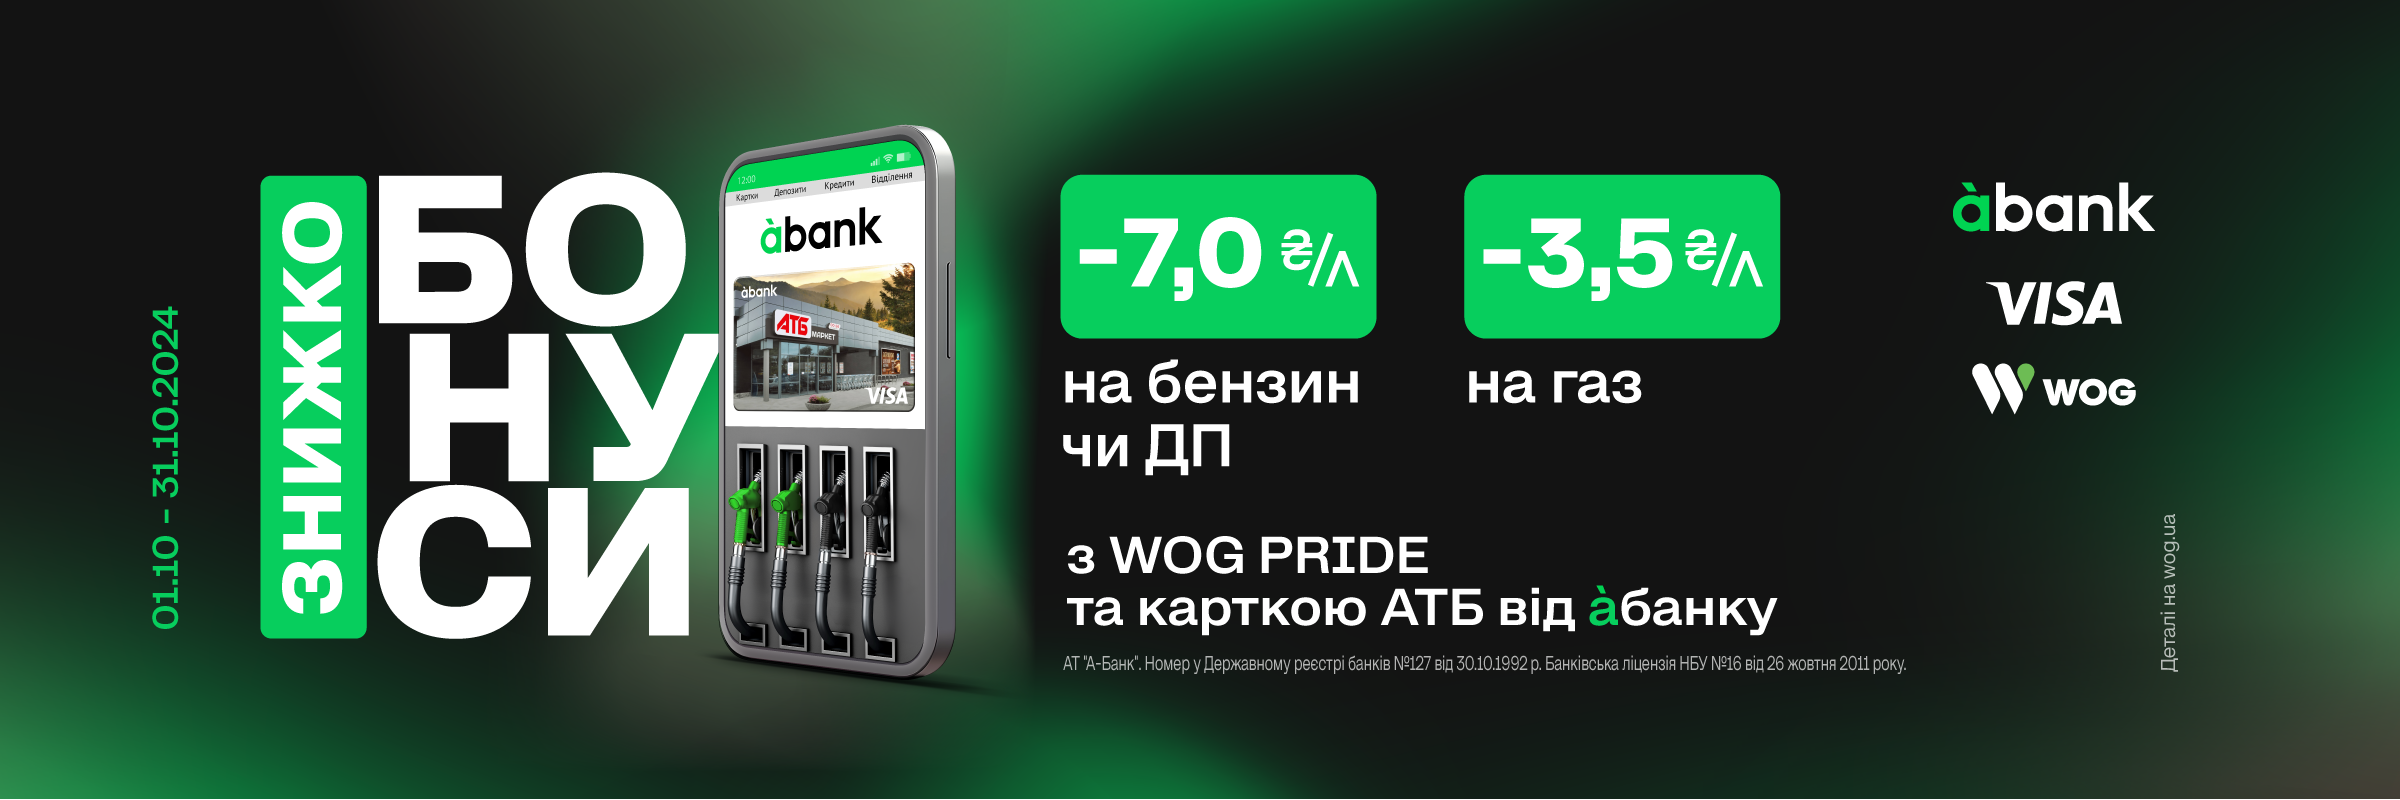 01.10 – 31.10.2024
ЗНИЖКО
БО
НУ
СИ
12:00
Картки Депозити Кредити Відділення
àbank
àbank
АТБ
МАРКЕТ
VISA
-7,0 ₴/л
на бензин
чи ДП
-3,5 ₴/л
на газ
з WOG PRIDE
та карткою АТБ від àбанку
АТ "А-Банк". Номер у Державному реєстрі банків №127 від 30.10.1992 р. Банківська ліцензія НБУ №16 від 26 жовтня 2011 року.
àbank
VISA
WOG
Деталі на wog.ua